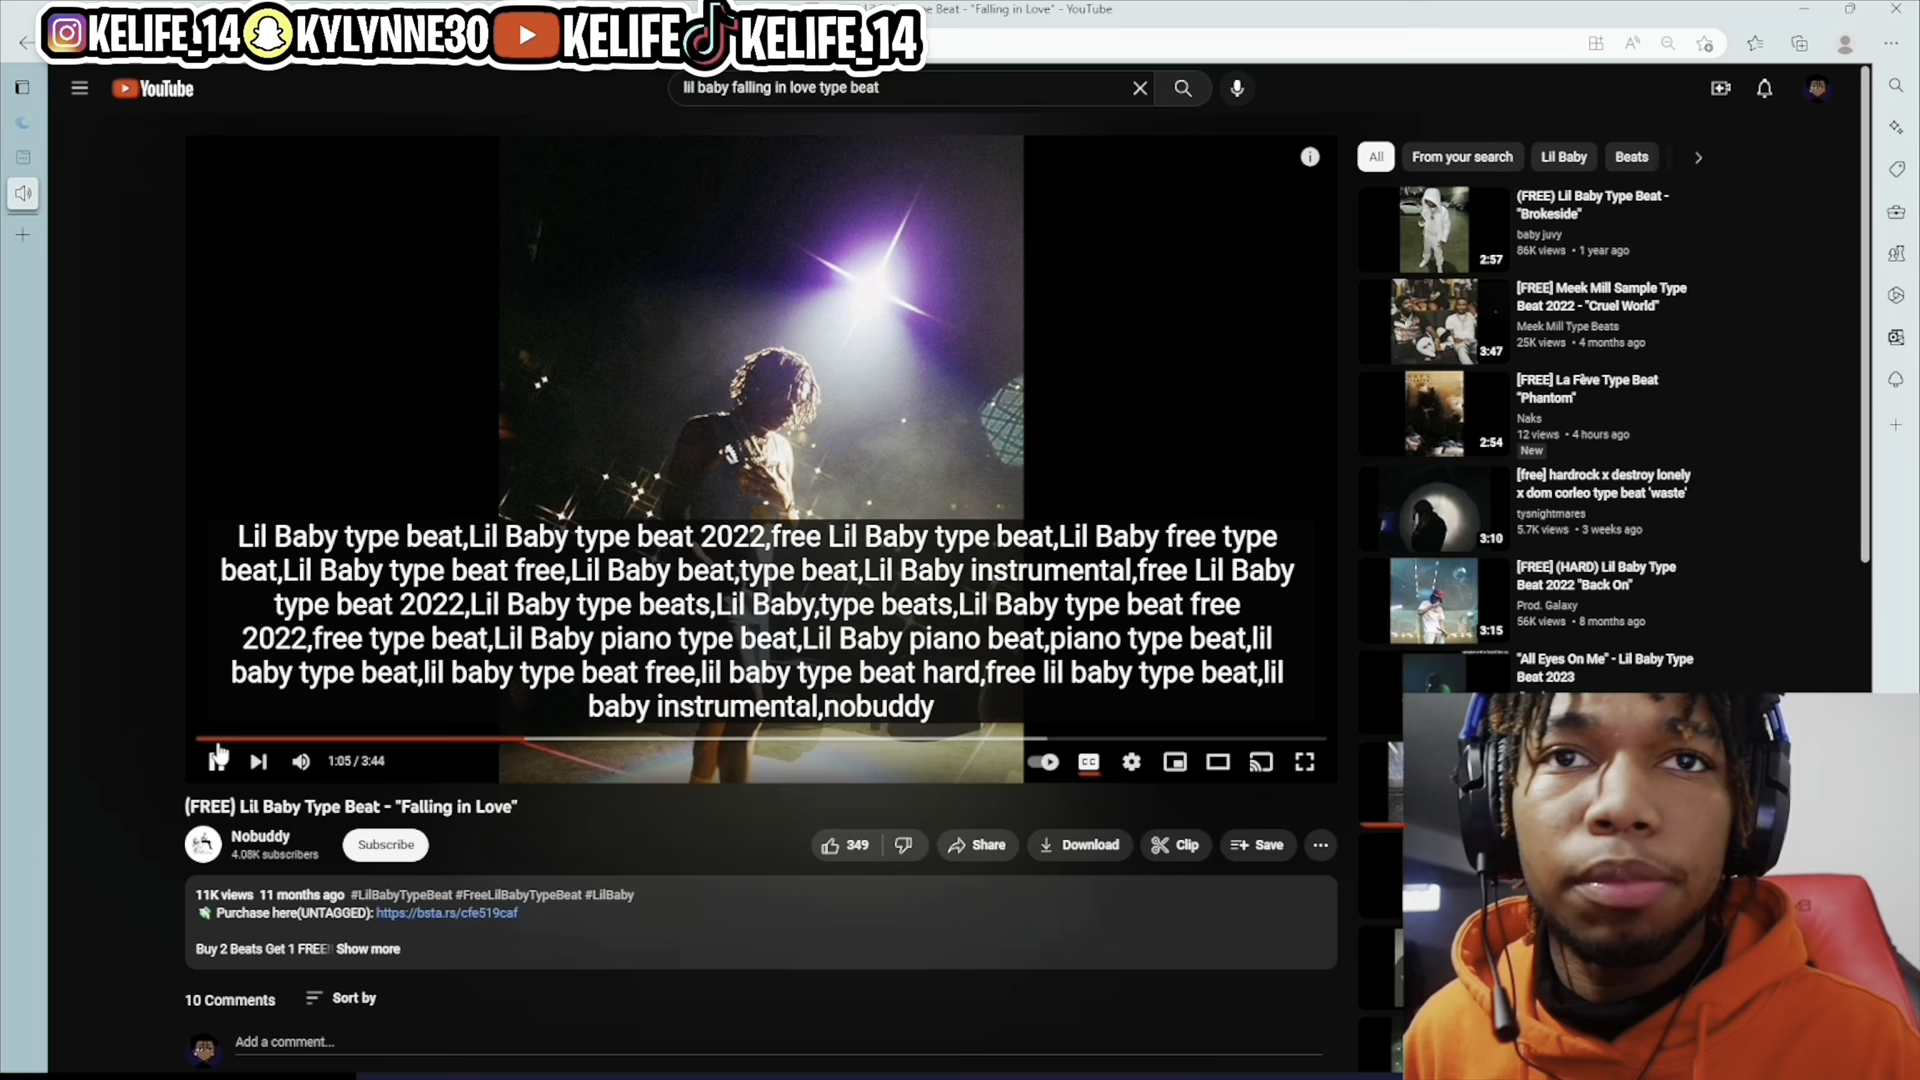 KELIFE_14 KYLYNNE30 KELIFE KELIFE_14
Beat - "Falling in Love" - YouTube
YouTube
lil baby falling in love type beat
All
From your search
Lil Baby
Beats
Lil Baby type beat,Lil Baby type beat 2022,free Lil Baby type beat,Lil Baby free type
beat,Lil Baby type beat free,Lil Baby beat,type beat,Lil Baby instrumental,free Lil Baby
type beat 2022,Lil Baby type beats,Lil Baby,type beats,Lil Baby type beat free
2022,free type beat,Lil Baby piano type beat,Lil Baby piano beat,piano type beat,lil
baby type beat,lil baby type beat free,lil baby type beat hard,free lil baby type beat,lil
baby instrumental,nobuddy
1:05 / 3:44
CC
(FREE) Lil Baby Type Beat - "Falling in Love"
Nobuddy
4.08K subscribers
Subscribe
349
Share
Download
Clip
Save
11K views 11 months ago #LilBabyTypeBeat #FreeLilBabyTypeBeat #LilBaby
Purchase here(UNTAGGED): https://bsta.rs/cfe519caf
Buy 2 Beats Get 1 FREE! Show more
10 Comments
Sort by
Add a comment...
2:57
(FREE) Lil Baby Type Beat -
"Brokeside"
baby juvy
86K views • 1 year ago
3:47
[FREE] Meek Mill Sample Type
Beat 2022 - "Cruel World"
Meek Mill Type Beats
25K views • 4 months ago
2:54
[FREE] La Fève Type Beat
"Phantom"
Naks
12 views • 4 hours ago
New
3:10
[free] hardrock x destroy lonely
x dom corleo type beat 'waste'
tysnightmares
5.7K views • 3 weeks ago
3:15
[FREE] (HARD) Lil Baby Type
Beat 2022 "Back On"
Prod. Galaxy
56K views • 8 months ago
"All Eyes On Me" - Lil Baby Type
Beat 2023